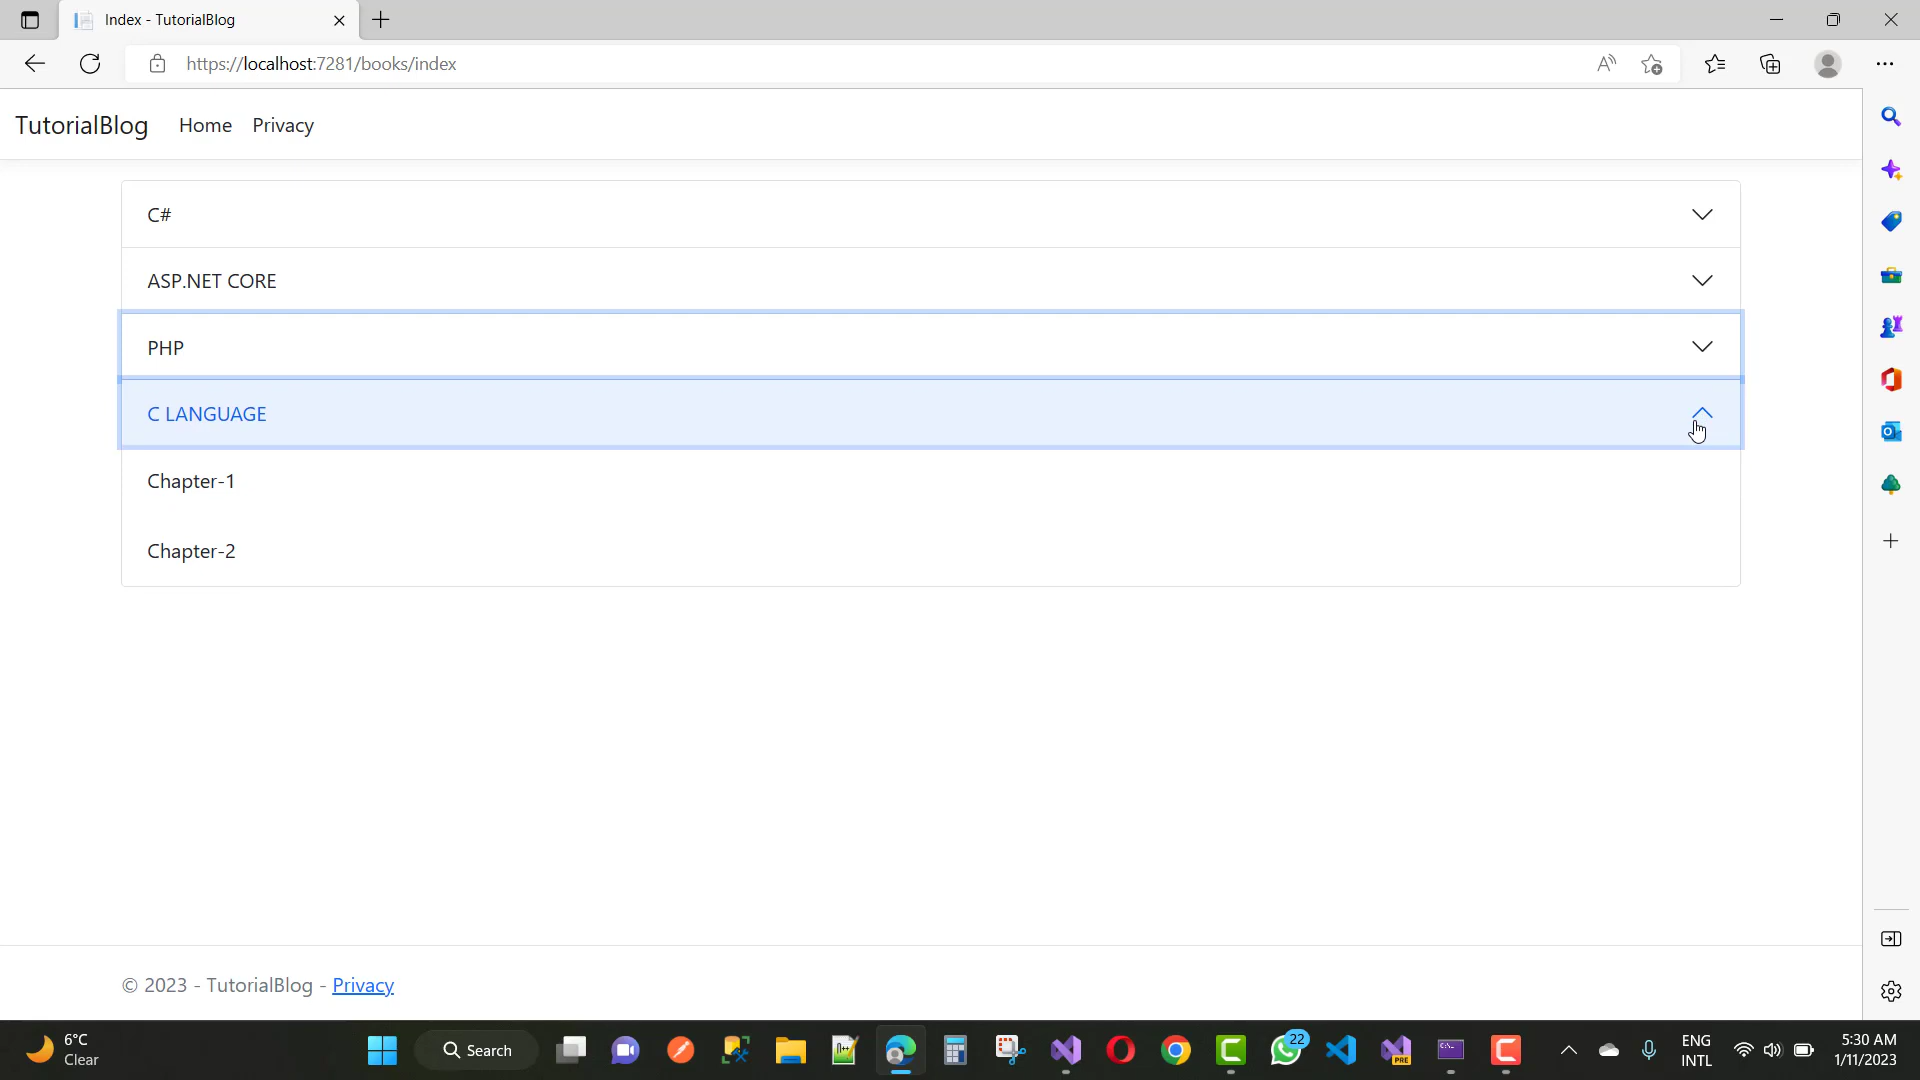 Index - TutorialBlog
https://localhost:7281/books/index
TutorialBlog Home Privacy
C#
ASP.NET CORE
PHP
C LANGUAGE
Chapter-1
Chapter-2
© 2023 - TutorialBlog - Privacy
6°C
Clear
Search
22
PRE
ENG
INTL
5:30 AM
1/11/2023